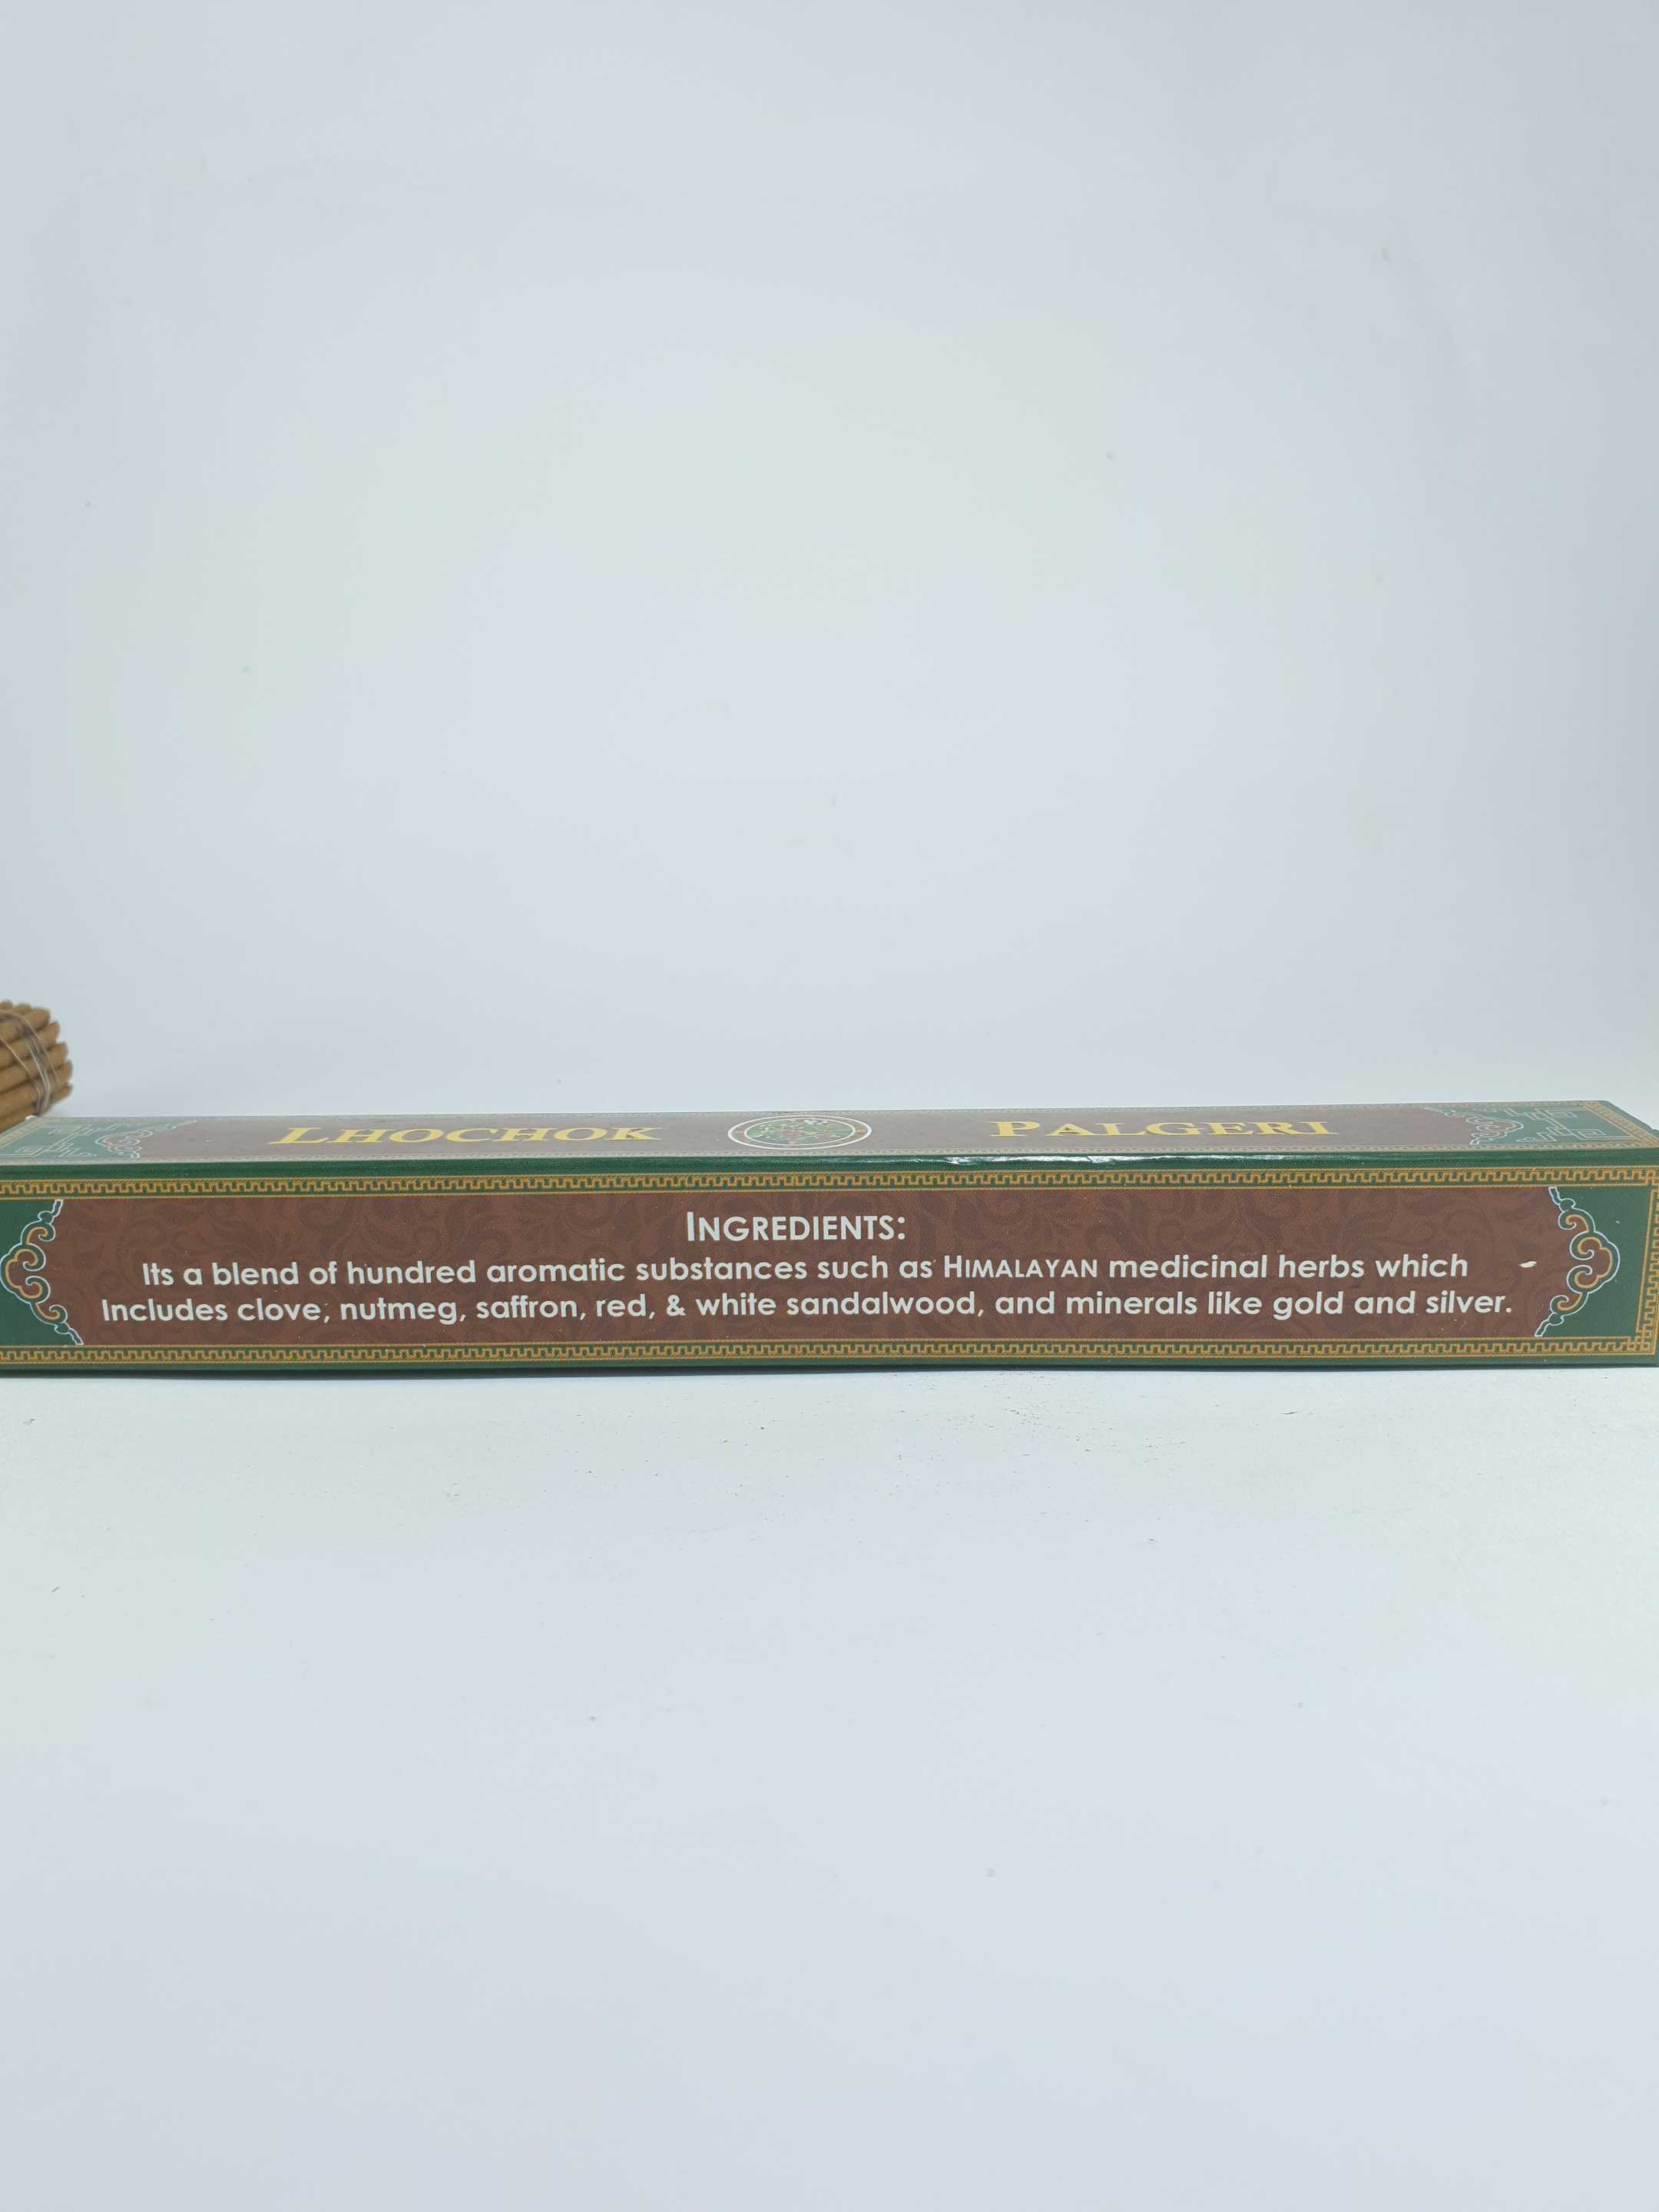 LHOCHOK PALGERI
INGREDIENTS:
Its a blend of hundred aromatic substances such as HIMALAYAN medicinal herbs which
Includes clove, nutmeg, saffron, red, & white sandalwood, and minerals like gold and silver.